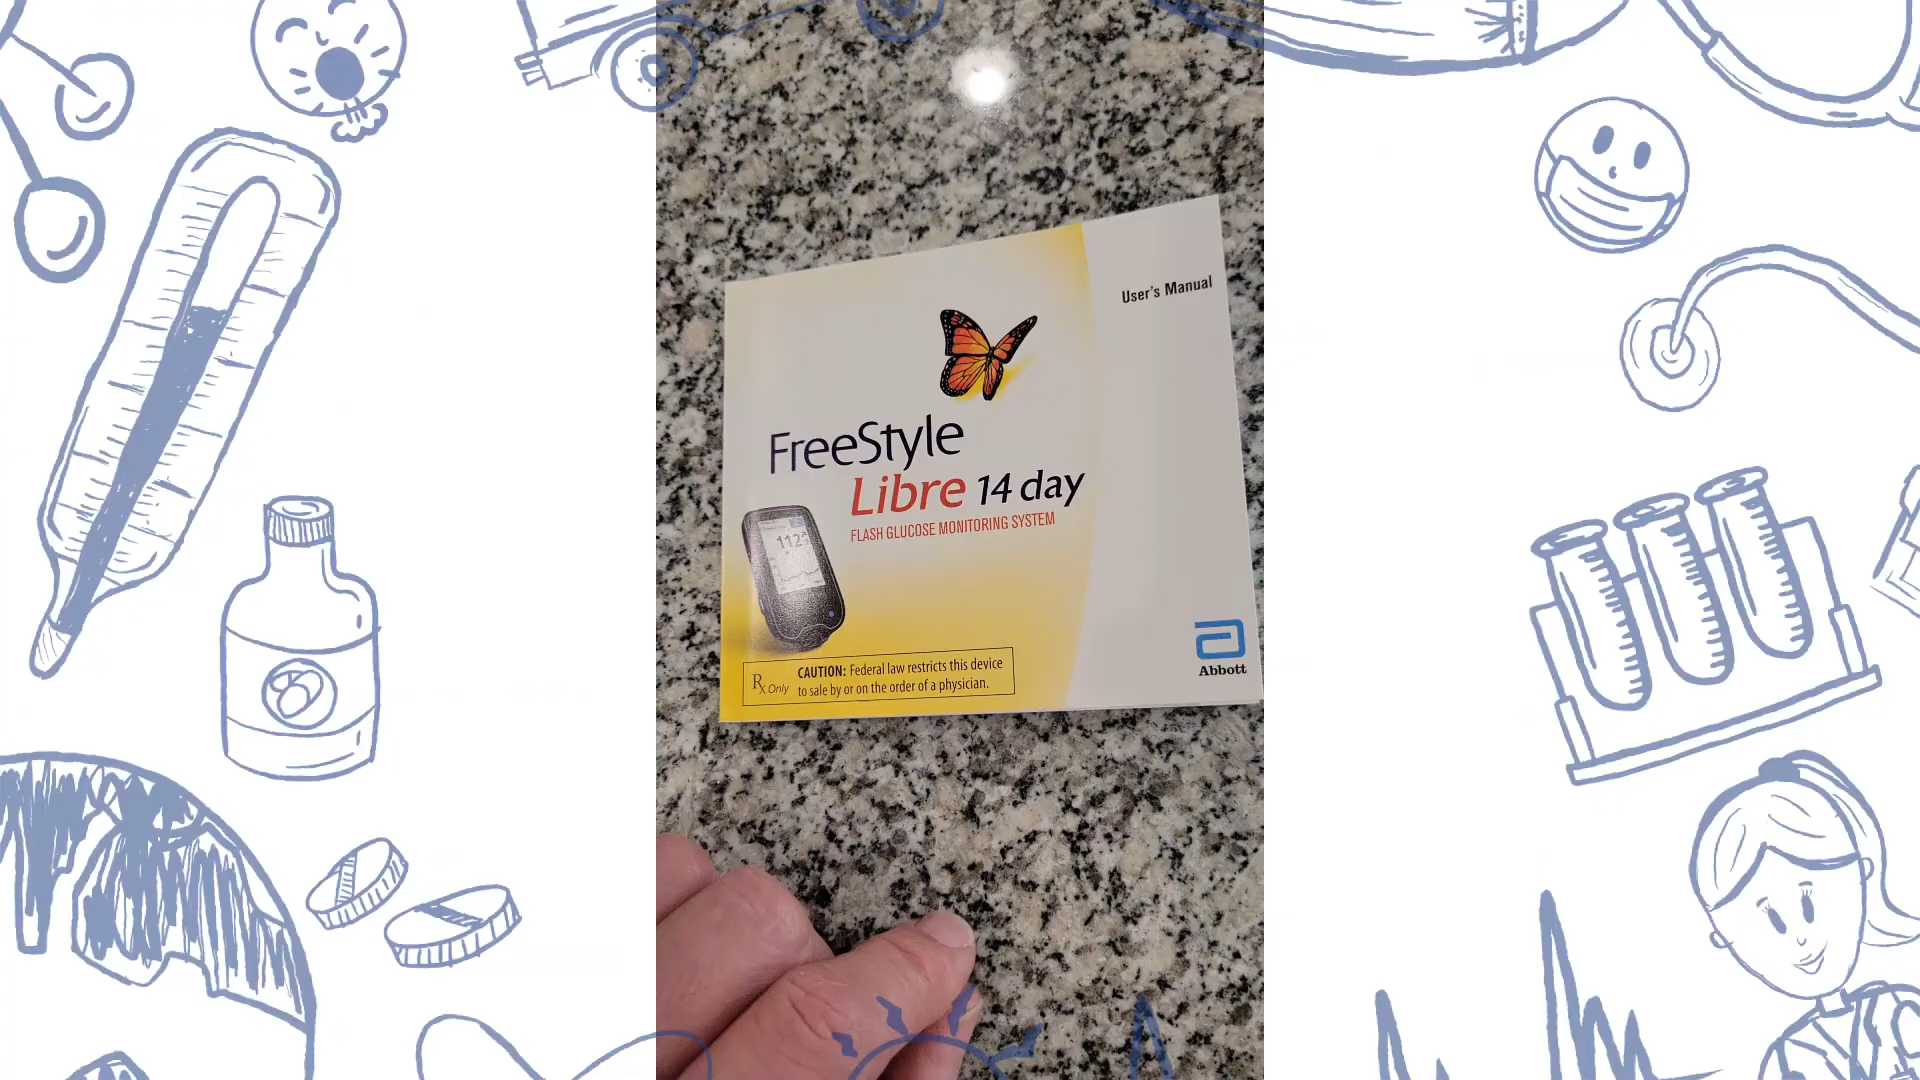 User's Manual
FreeStyle
Libre 14 day
FLASH GLUCOSE MONITORING SYSTEM
112
Rx Only
CAUTION: Federal law restricts this device
to sale by or on the order of a physician.
Abbott